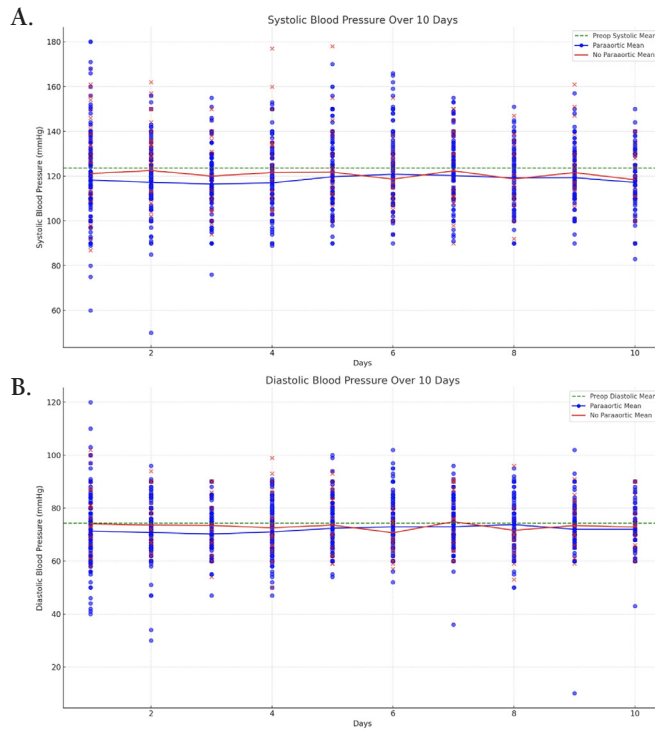 A.
Systolic Blood Pressure Over 10 Days
Preop Systolic Mean
Paraaortic Mean
No Paraaortic Mean
180
160
140
120
100
80
60
Systolic Blood Pressure (mmHg)
2
4
6
8
10
Days
B.
Diastolic Blood Pressure Over 10 Days
Preop Diastolic Mean
Paraaortic Mean
No Paraaortic Mean
120
100
80
60
40
20
Diastolic Blood Pressure (mmHg)
2
4
6
8
10
Days